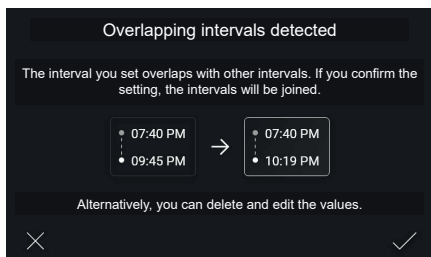 Overlapping intervals detected
The interval you set overlaps with other intervals. If you confirm the
setting, the intervals will be joined.
07:40 PM
09:45 PM
07:40 PM
10:19 PM
Alternatively, you can delete and edit the values.